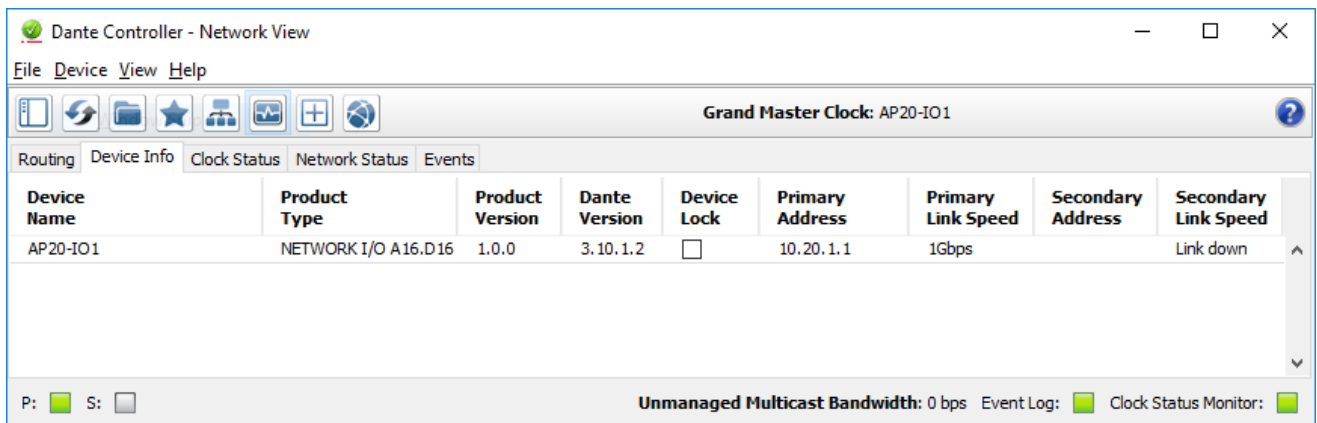 Dante Controller - Network View
File Device View Help
Grand Master Clock: AP20-IO1
?
Routing Device Info Clock Status Network Status Events
Device Name Product Type Product Version Dante Version Device Lock Primary Address Primary Link Speed Secondary Address Secondary Link Speed
AP20-IO1 NETWORK I/O A16.D16 1.0.0 3.10.1.2 10.20.1.1 1Gbps Link down
P: S: Unmanaged Multicast Bandwidth: 0 bps Event Log: Clock Status Monitor: